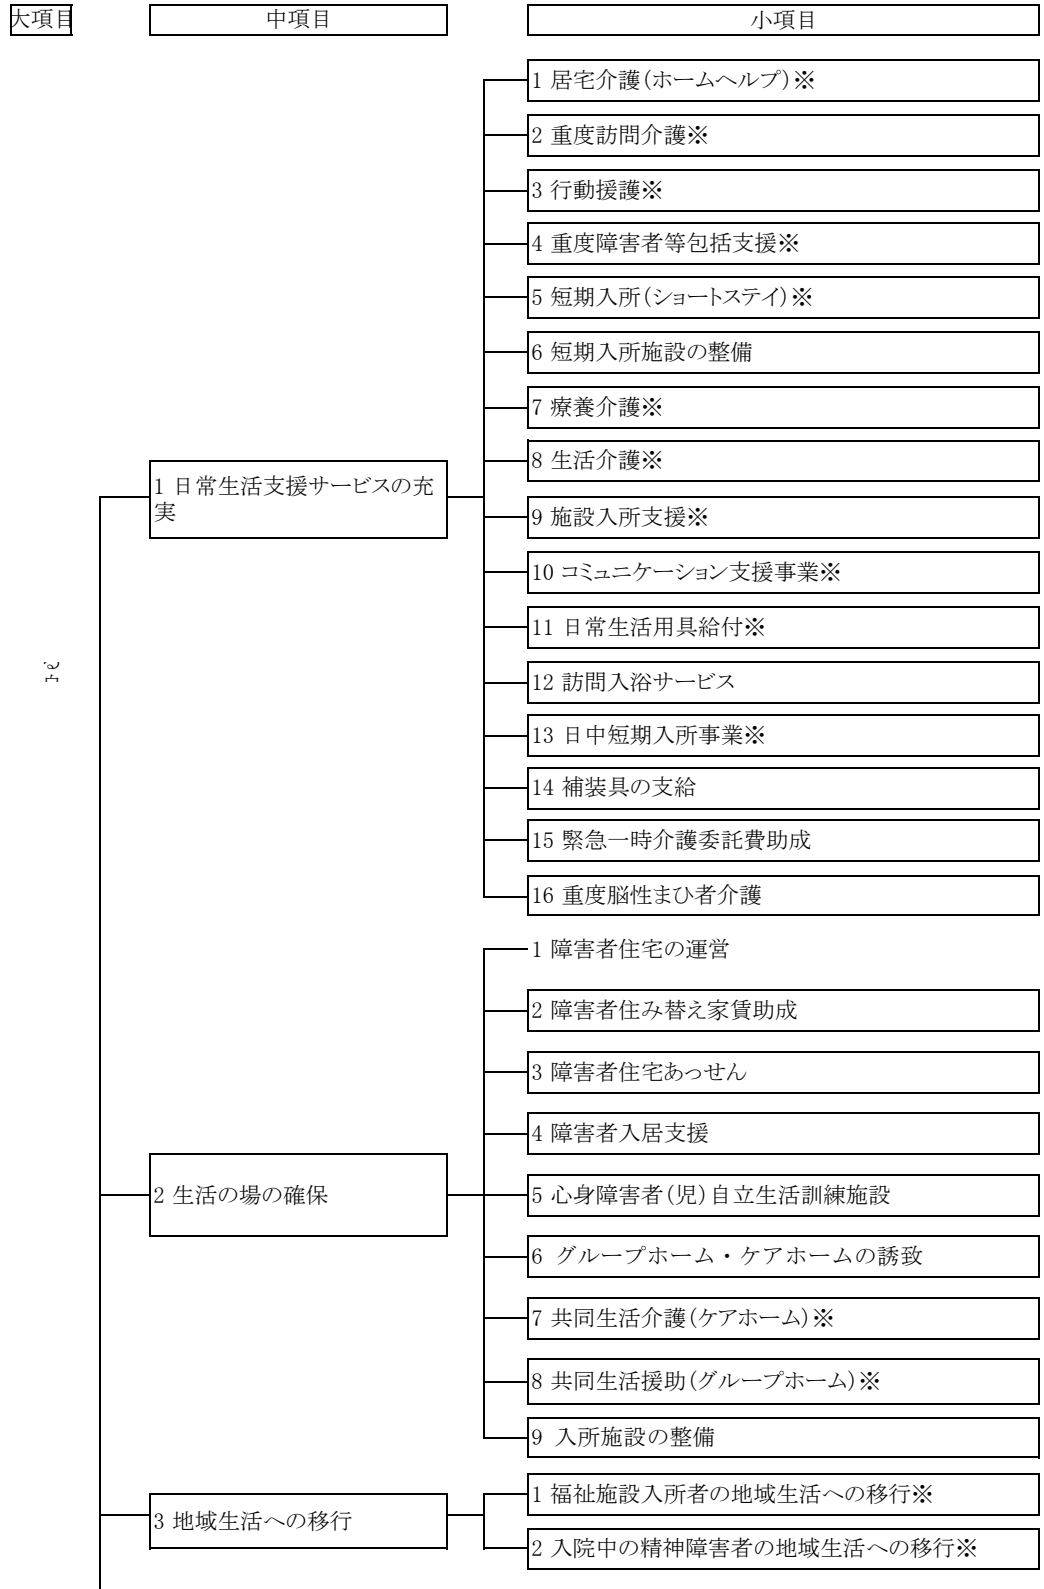 大項目
中項目
小項目
1 居宅介護(ホームヘルプ)※
2 重度訪問介護※
3 行動援護※
4 重度障害者等包括支援※
5 短期入所(ショートステイ)※
6 短期入所施設の整備
7 療養介護※
8 生活介護※
1 日常生活支援サービスの充
実
9 施設入所支援※
10 コミュニケーション支援事業※
11 日常生活用具給付※
12 訪問入浴サービス
13 日中短期入所事業※
14 補装具の支給
15 緊急一時介護委託費助成
16 重度脳性まひ者介護
1 障害者住宅の運営
2 障害者住み替え家賃助成
3 障害者住宅あっせん
4 障害者入居支援
2 生活の場の確保
5 心身障害者(児)自立生活訓練施設
6 グループホーム・ケアホームの誘致
7 共同生活介護(ケアホーム)※
8 共同生活援助(グループホーム)※
9 入所施設の整備
3 地域生活への移行
1 福祉施設入所者の地域生活への移行※
2 入院中の精神障害者の地域生活への移行※